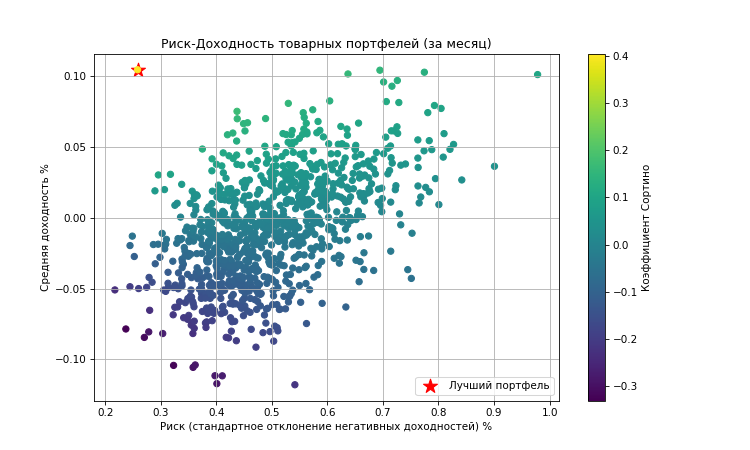 Риск-Доходность товарных портфелей (за месяц)
0.10
0.05
0.00
−0.05
−0.10
Средняя доходность %
0.2 0.3 0.4 0.5 0.6 0.7 0.8 0.9 1.0
Риск (стандартное отклонение негативных доходностей) %
Лучший портфель
0.4
0.3
0.2
0.1
0.0
−0.1
−0.2
−0.3
Коэффициент Сортино